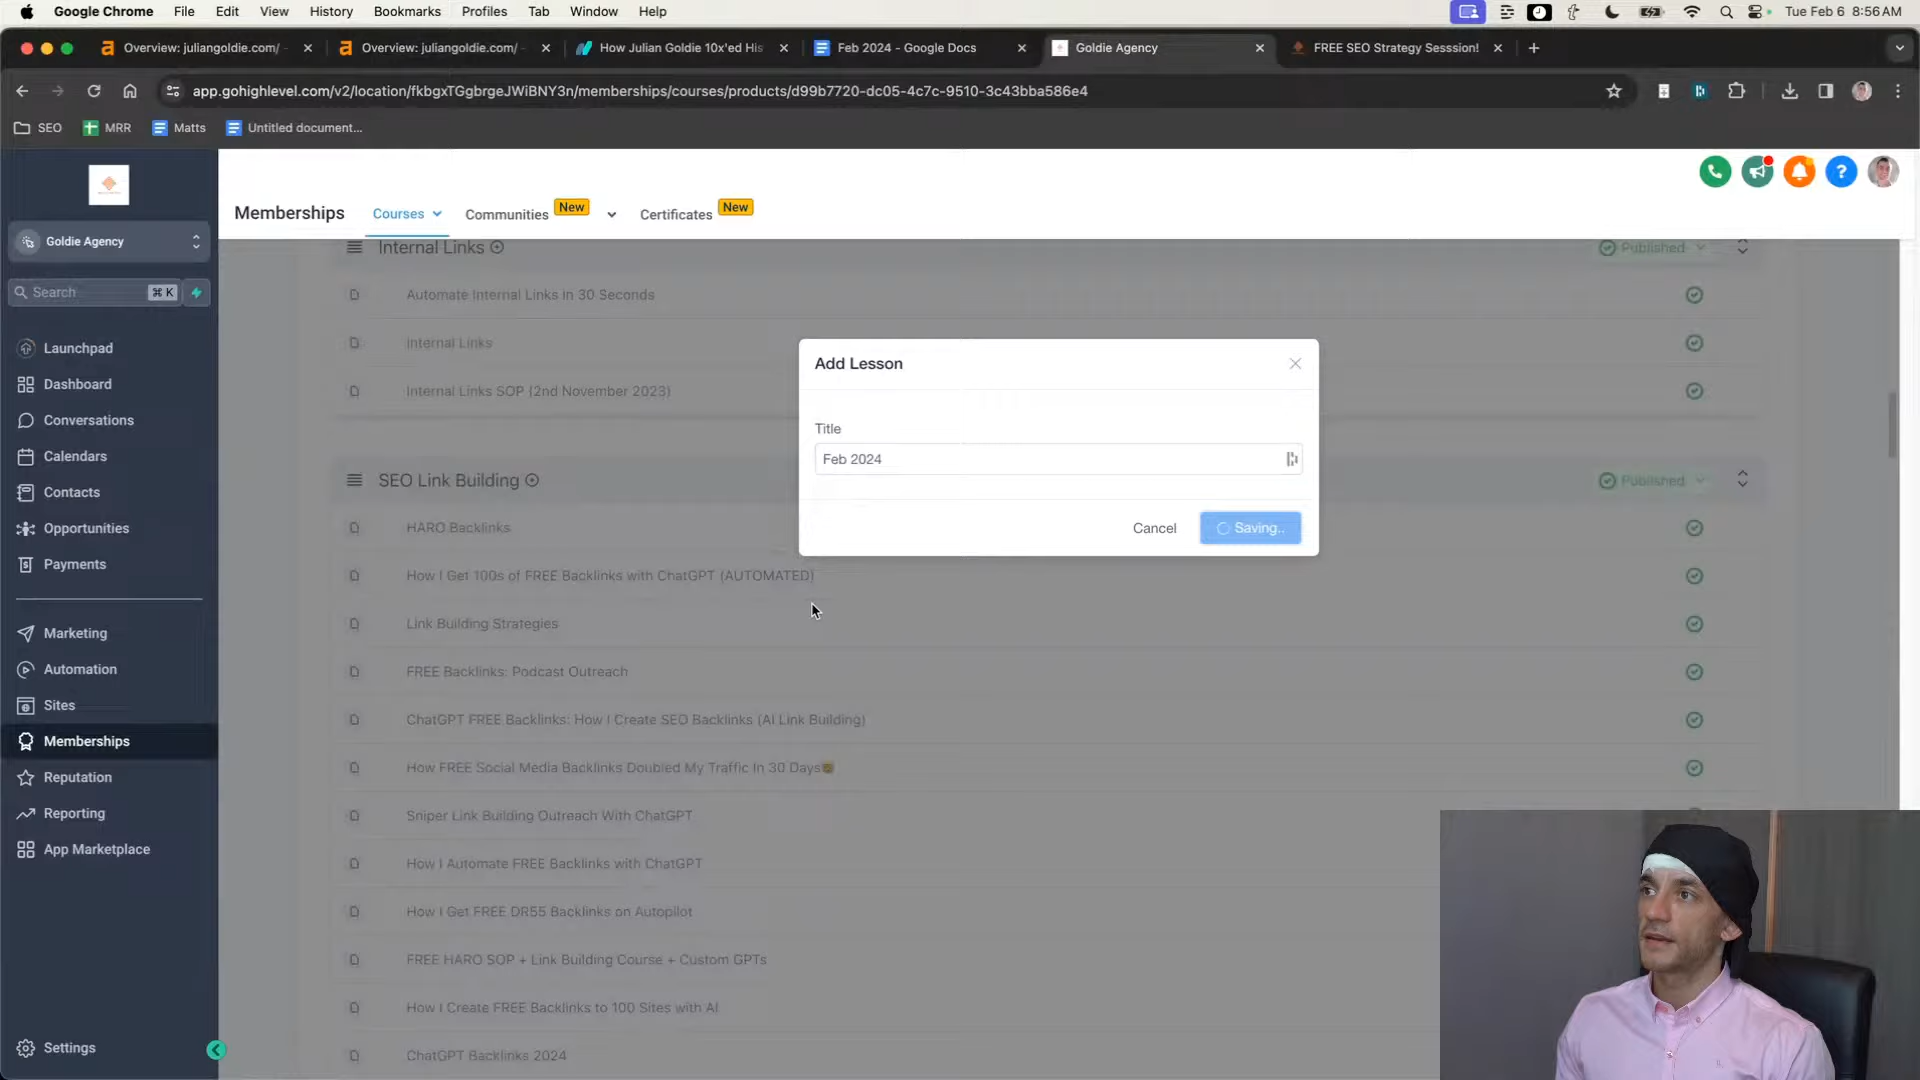 Google Chrome File Edit View History Bookmarks Profiles Tab Window Help Tue Feb 6 8:56 AM
Overview: juliangoldie.com/ Overview: juliangoldie.com/ How Julian Goldie 10x'ed His Feb 2024 - Google Docs Goldie Agency FREE SEO Strategy Sesssion!
app.gohighlevel.com/v2/location/fkbgxTGgbrgeJWiBNY3n/memberships/courses/products/d99b7720-dc05-4c7c-9510-3c43bba586e4
SEO MRR Matts Untitled document...
Memberships Courses Communities New Certificates New
Goldie Agency
Search ⌘ K
Launchpad
Dashboard
Conversations
Calendars
Contacts
Opportunities
Payments
Marketing
Automation
Sites
Memberships
Reputation
Reporting
App Marketplace
Settings
Internal Links Published
Automate Internal Links in 30 Seconds
Internal Links
Internal Links SOP (2nd November 2023)
SEO Link Building Published
HARO Backlinks
How I Get 100s of FREE Backlinks with ChatGPT (AUTOMATED)
Link Building Strategies
FREE Backlinks: Podcast Outreach
ChatGPT FREE Backlinks: How I Create SEO Backlinks (AI Link Building)
How FREE Social Media Backlinks Doubled My Traffic In 30 Days
Sniper Link Building Outreach With ChatGPT
How I Automate FREE Backlinks with ChatGPT
How I Get FREE DR55 Backlinks on Autopilot
FREE HARO SOP + Link Building Course + Custom GPTs
How I Create FREE Backlinks to 100 Sites with AI
ChatGPT Backlinks 2024
Add Lesson
Title
Feb 2024
Cancel Saving..